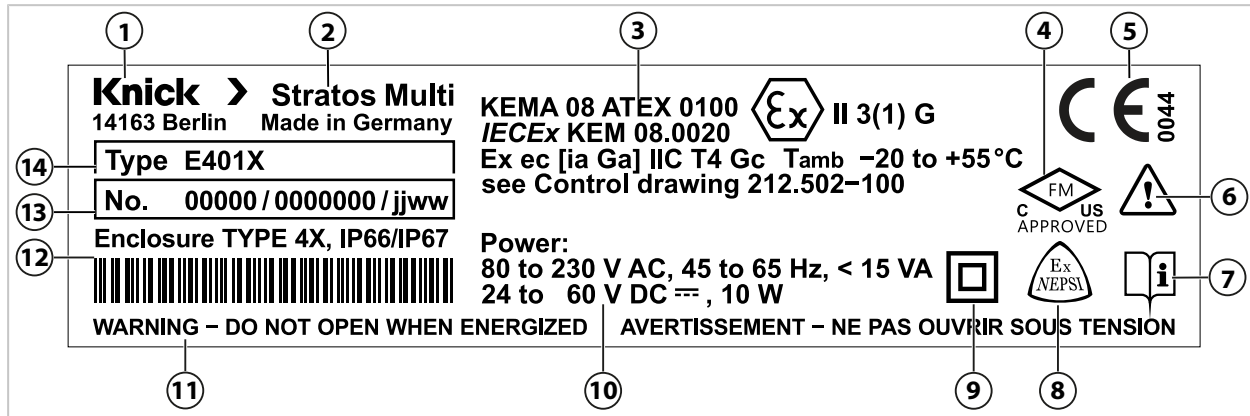 1 2 3 4 5
Knick > Stratos Multi
14163 Berlin Made in Germany
14 Type E401X
13 No. 00000 / 0000000 / jjww
Enclosure TYPE 4X, IP66/IP67
12
WARNING – DO NOT OPEN WHEN ENERGIZED AVERTISSEMENT – NE PAS OUVRIR SOUS TENSION
KEMA 08 ATEX 0100 Ex II 3(1) G
IECEx KEM 08.0020
Ex ec [ia Ga] IIC T4 Gc Tamb −20 to +55°C
see Control drawing 212.502−100
Power:
80 to 230 V AC, 45 to 65 Hz, < 15 VA
24 to 60 V DC ⎓ , 10 W
CE 0044
FM
C US
APPROVED
6
Ex
NEPSI
i 7
11 10 9 8